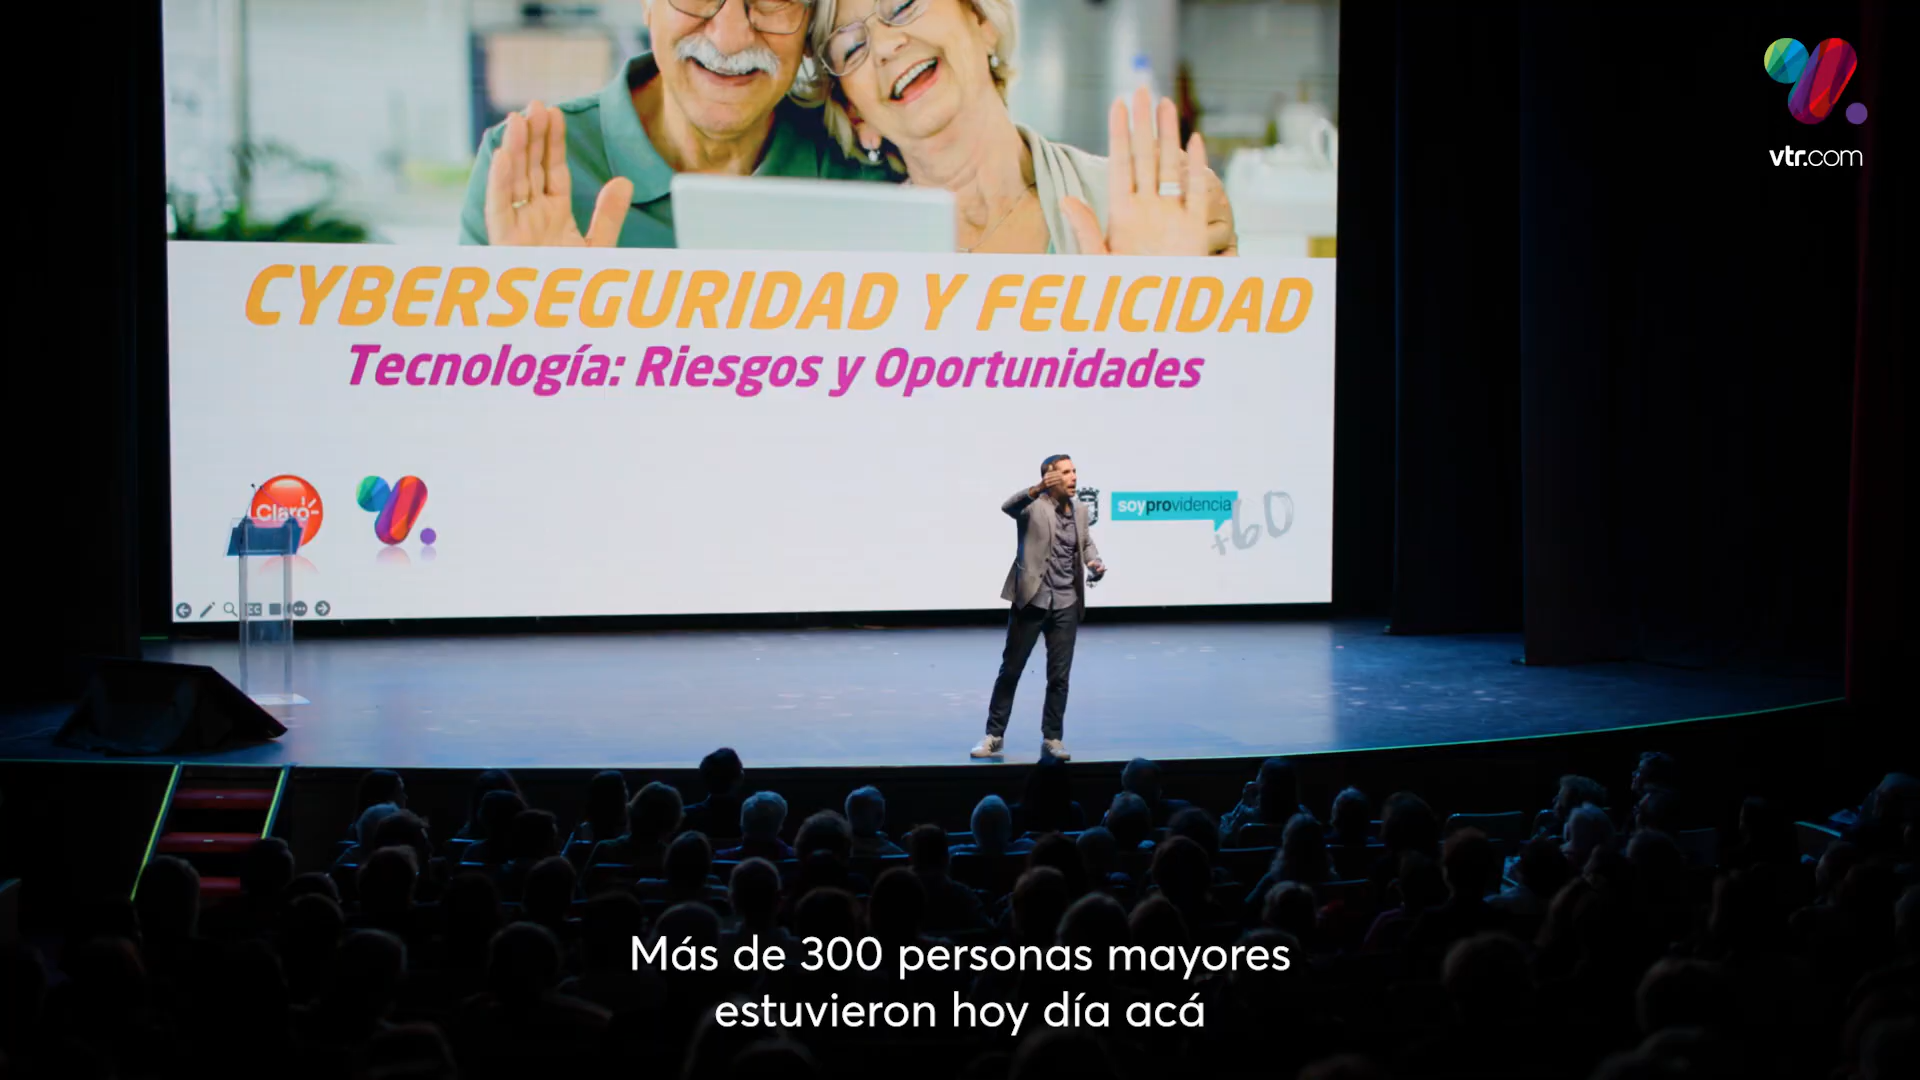 vtr.com
CYBERSEGURIDAD Y FELICIDAD
Tecnología: Riesgos y Oportunidades
Claro
soyprovidencia
+60
CC
Más de 300 personas mayores
estuvieron hoy día acá